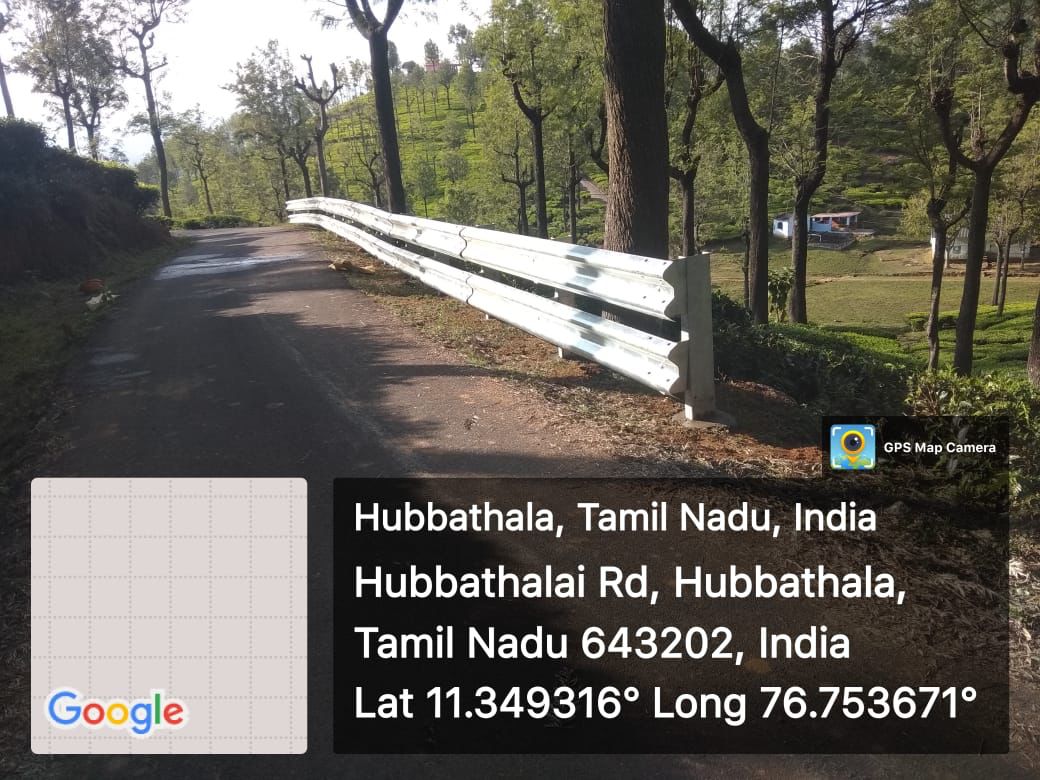 GPS Map Camera
Hubbathala, Tamil Nadu, India
Hubbathalai Rd, Hubbathala,
Tamil Nadu 643202, India
Lat 11.349316° Long 76.753671°
Google